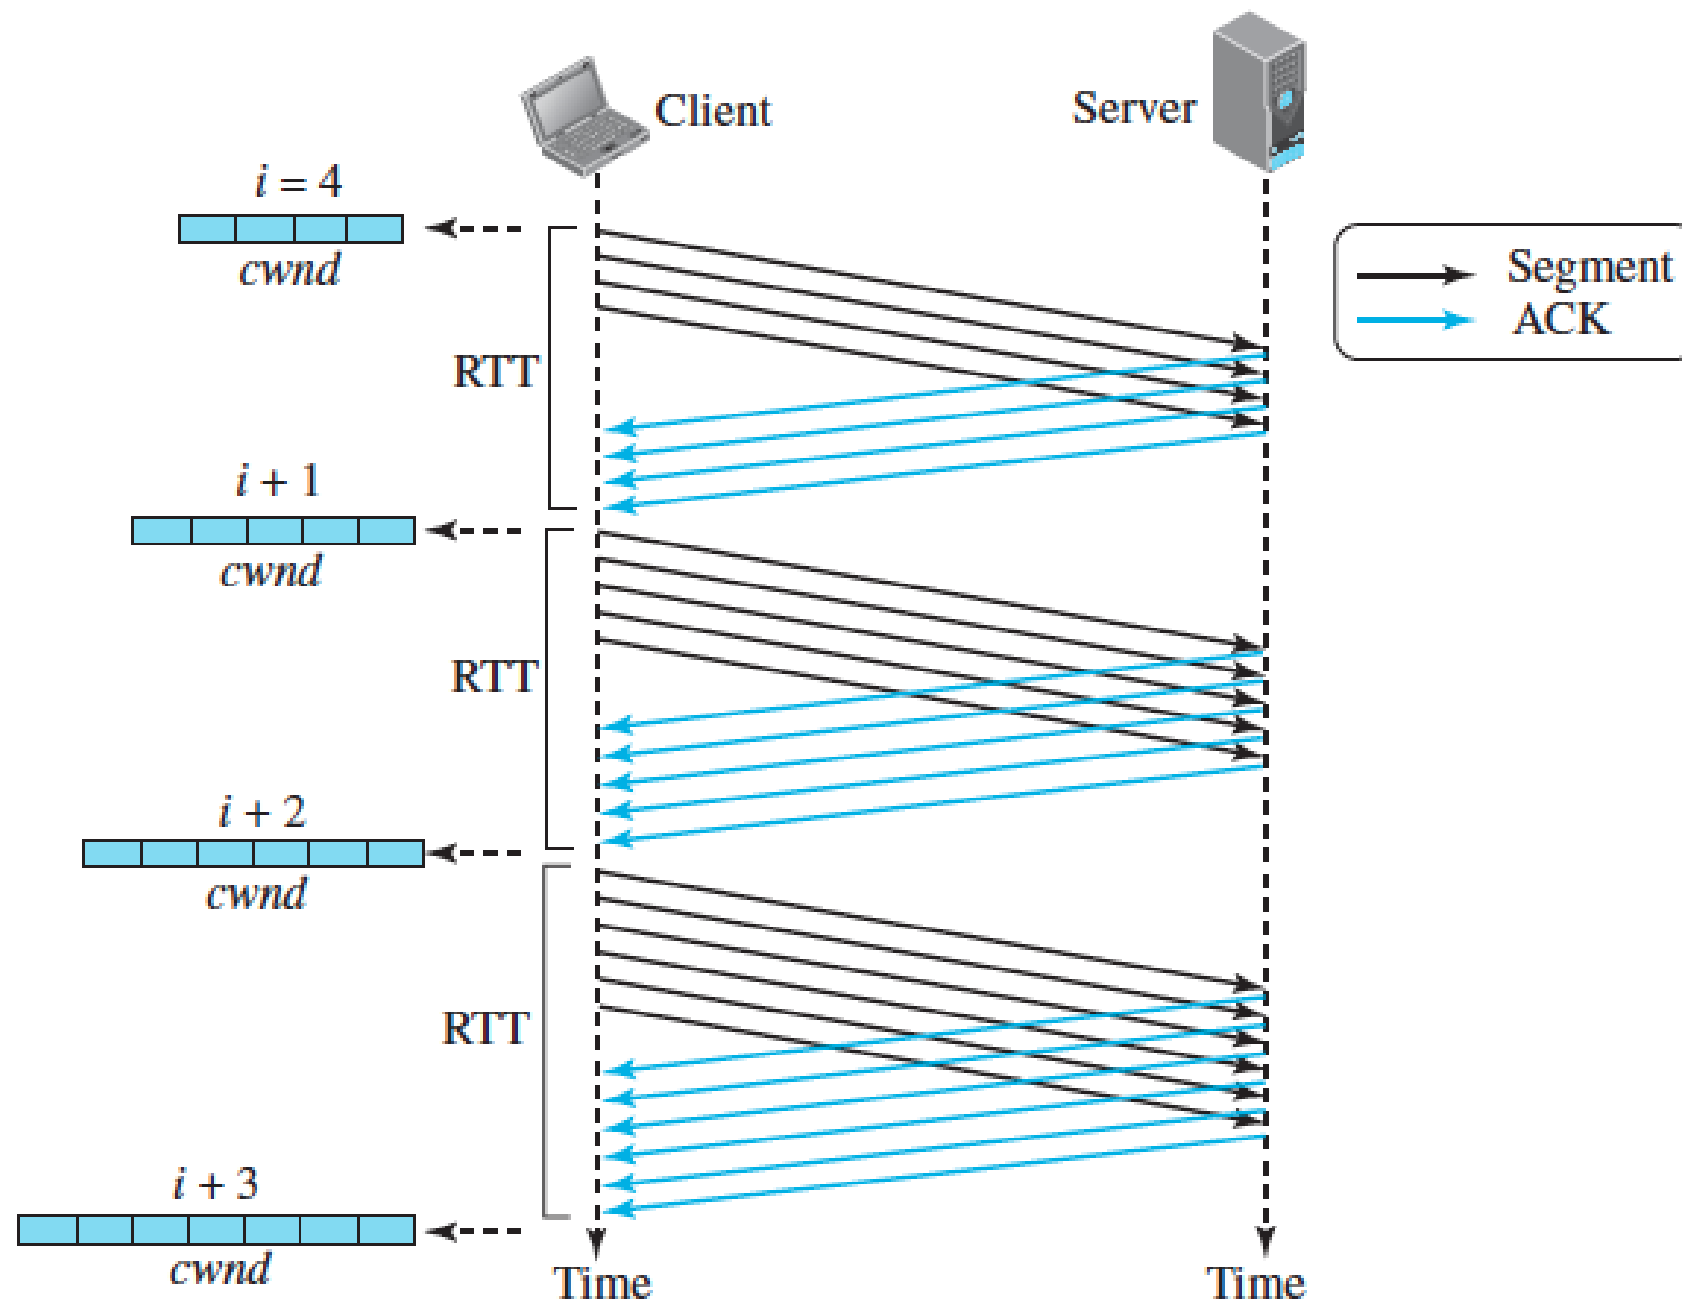 Client
Server
i = 4
cwnd
Segment
ACK
RTT
i + 1
cwnd
RTT
i + 2
cwnd
RTT
i + 3
cwnd
Time
Time